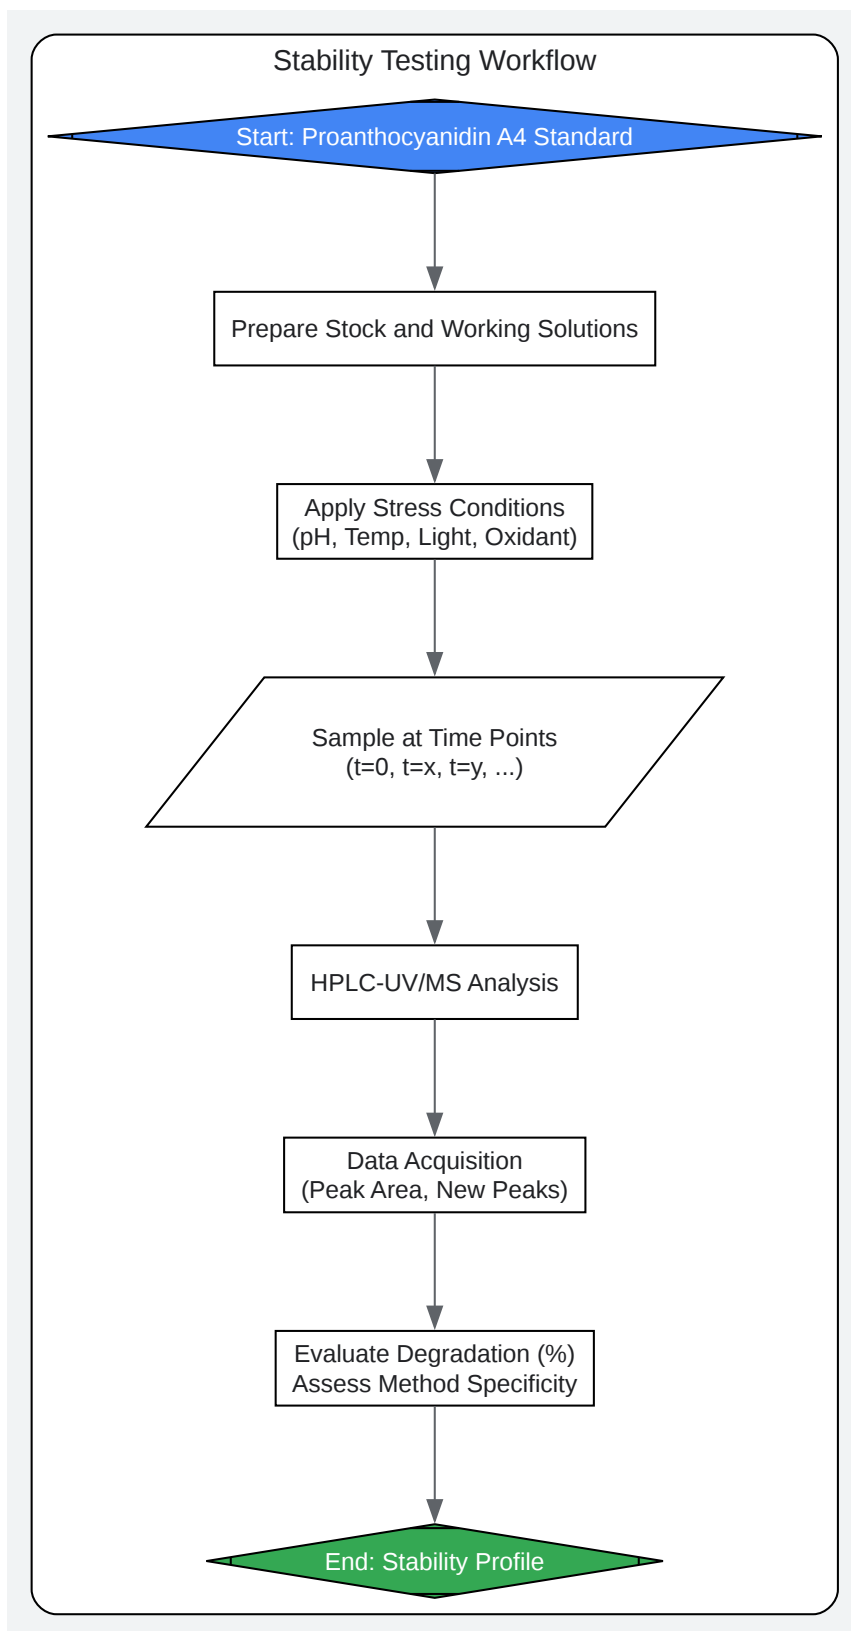 Stability Testing Workflow
Start: Proanthocyanidin A4 Standard
Prepare Stock and Working Solutions
Apply Stress Conditions
(pH, Temp, Light, Oxidant)
Sample at Time Points
(t=0, t=x, t=y, ...)
HPLC-UV/MS Analysis
Data Acquisition
(Peak Area, New Peaks)
Evaluate Degradation (%)
Assess Method Specificity
End: Stability Profile